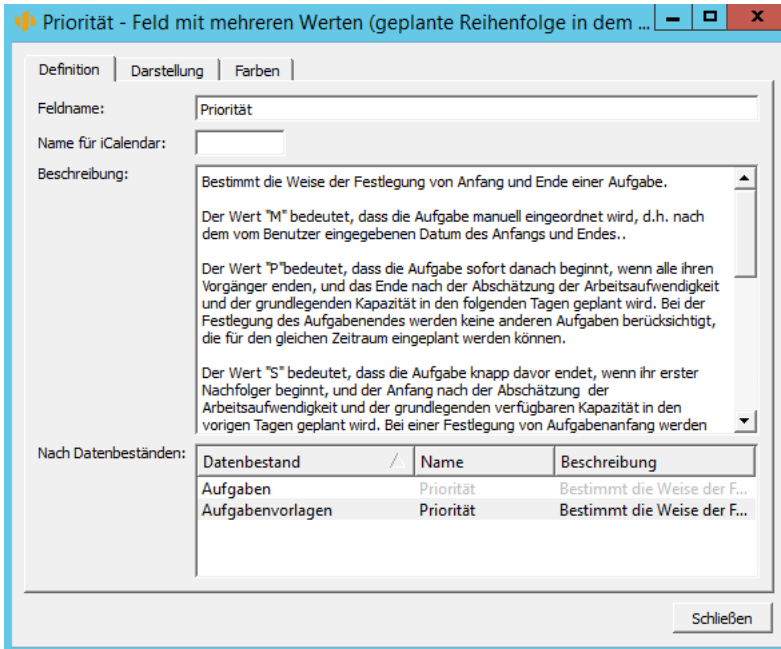 Priorität - Feld mit mehreren Werten (geplante Reihenfolge in dem ...
Definition Darstellung Farben
Feldname: Priorität
Name für iCalendar:
Beschreibung:
Bestimmt die Weise der Festlegung von Anfang und Ende einer Aufgabe.
Der Wert "M" bedeutet, dass die Aufgabe manuell eingeordnet wird, d.h. nach
dem vom Benutzer eingegebenen Datum des Anfangs und Endes..
Der Wert "P"bedeutet, dass die Aufgabe sofort danach beginnt, wenn alle ihren
Vorgänger enden, und das Ende nach der Abschätzung der Arbeitsaufwendigkeit
und der grundlegenden Kapazität in den folgenden Tagen geplant wird. Bei der
Festlegung des Aufgabenendes werden keine anderen Aufgaben berücksichtigt,
die für den gleichen Zeitraum eingeplant werden können.
Der Wert "S" bedeutet, dass die Aufgabe knapp davor endet, wenn ihr erster
Nachfolger beginnt, und der Anfang nach der Abschätzung der
Arbeitsaufwendigkeit und der grundlegenden verfügbaren Kapazität in den
vorigen Tagen geplant wird. Bei einer Festlegung von Aufgabenanfang werden
Nach Datenbeständen:
Datenbestand Name Beschreibung
Aufgaben Priorität Bestimmt die Weise der F...
Aufgabenvorlagen Priorität Bestimmt die Weise der F...
Schließen